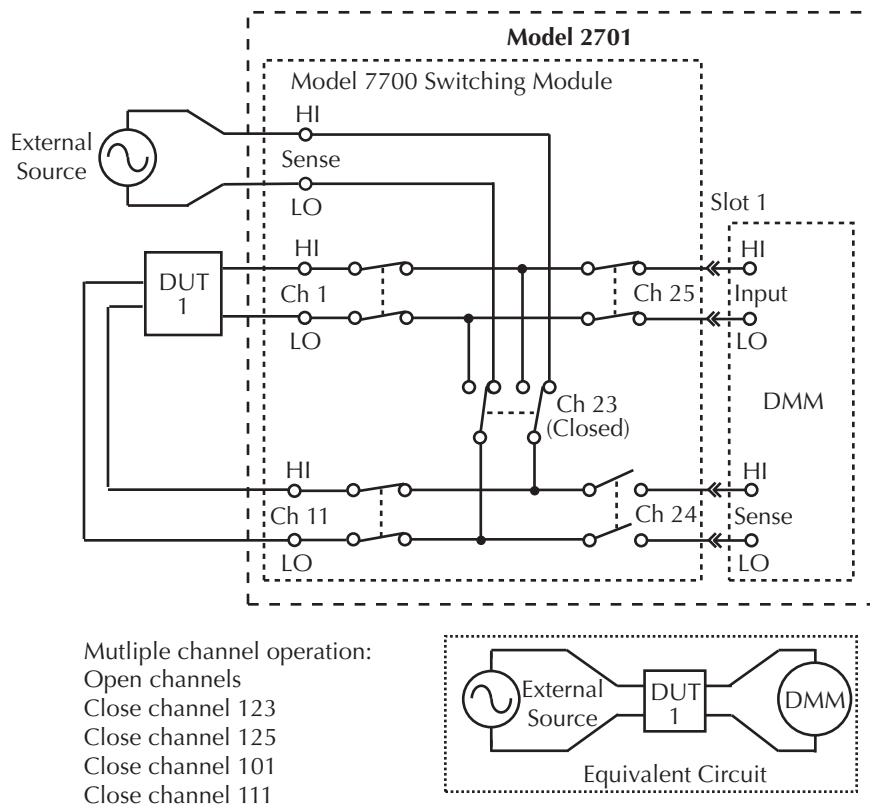 Model 2701
Model 7700 Switching Module
HI
External
Source
Sense
LO
Slot 1
HI
HI
DUT
1
Ch 1
Ch 25
Input
LO
LO
Ch 23
(Closed)
DMM
HI
HI
Ch 11
Ch 24
Sense
LO
LO
Mutliple channel operation:
Open channels
Close channel 123
Close channel 125
Close channel 101
Close channel 111
External
Source
DUT
1
DMM
Equivalent Circuit